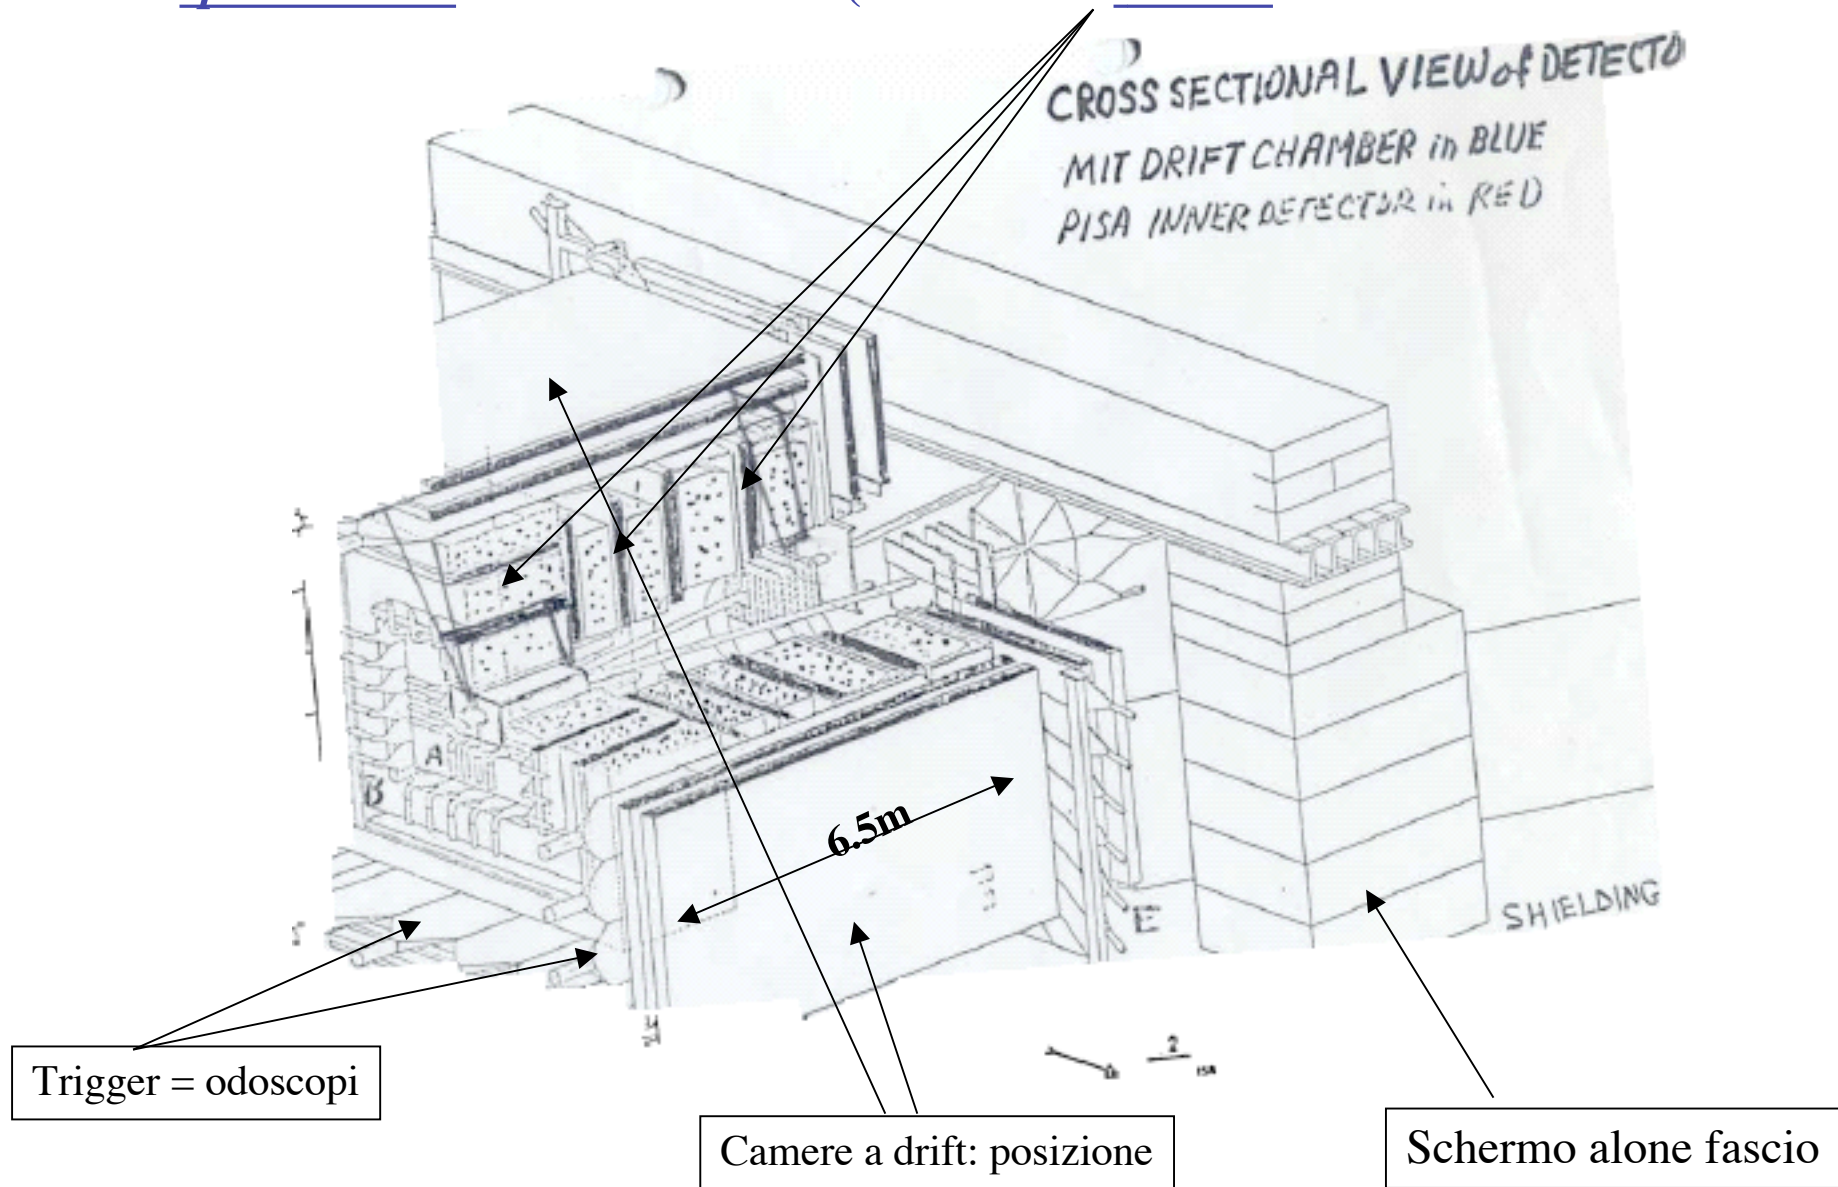 CROSS SECTIONAL VIEW of DETECTO
MIT DRIFT CHAMBER in BLUE
PISA INNER DETECTOR in RED
A
B
6.5m
E
SHIELDING
2
Trigger = odoscopi
Camere a drift: posizione
Schermo alone fascio